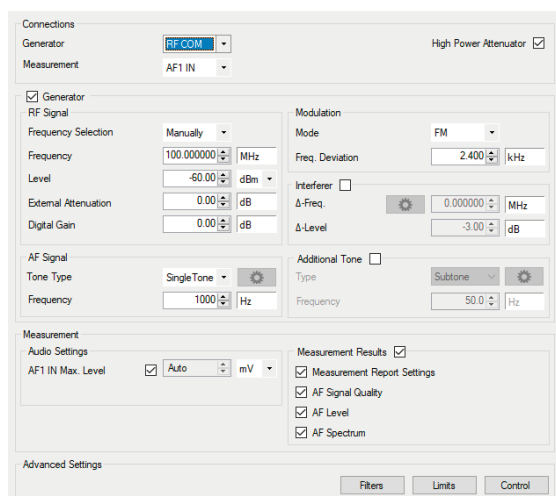 Connections
Generator RF COM High Power Attenuator
Measurement AF1 IN
Generator
RF Signal Modulation
Frequency Selection Manually Mode FM
Frequency 100.000000 MHz Freq. Deviation 2.400 kHz
Level -60.00 dBm Interferer
External Attenuation 0.00 dB Δ-Freq. 0.000000 MHz
Digital Gain 0.00 dB Δ-Level -3.00 dB
AF Signal Additional Tone
Tone Type SingleTone Type Subtone
Frequency 1000 Hz Frequency 50.0 Hz
Measurement
Audio Settings Measurement Results
AF1 IN Max. Level Auto mV Measurement Report Settings
AF Signal Quality
AF Level
AF Spectrum
Advanced Settings
Filters Limits Control